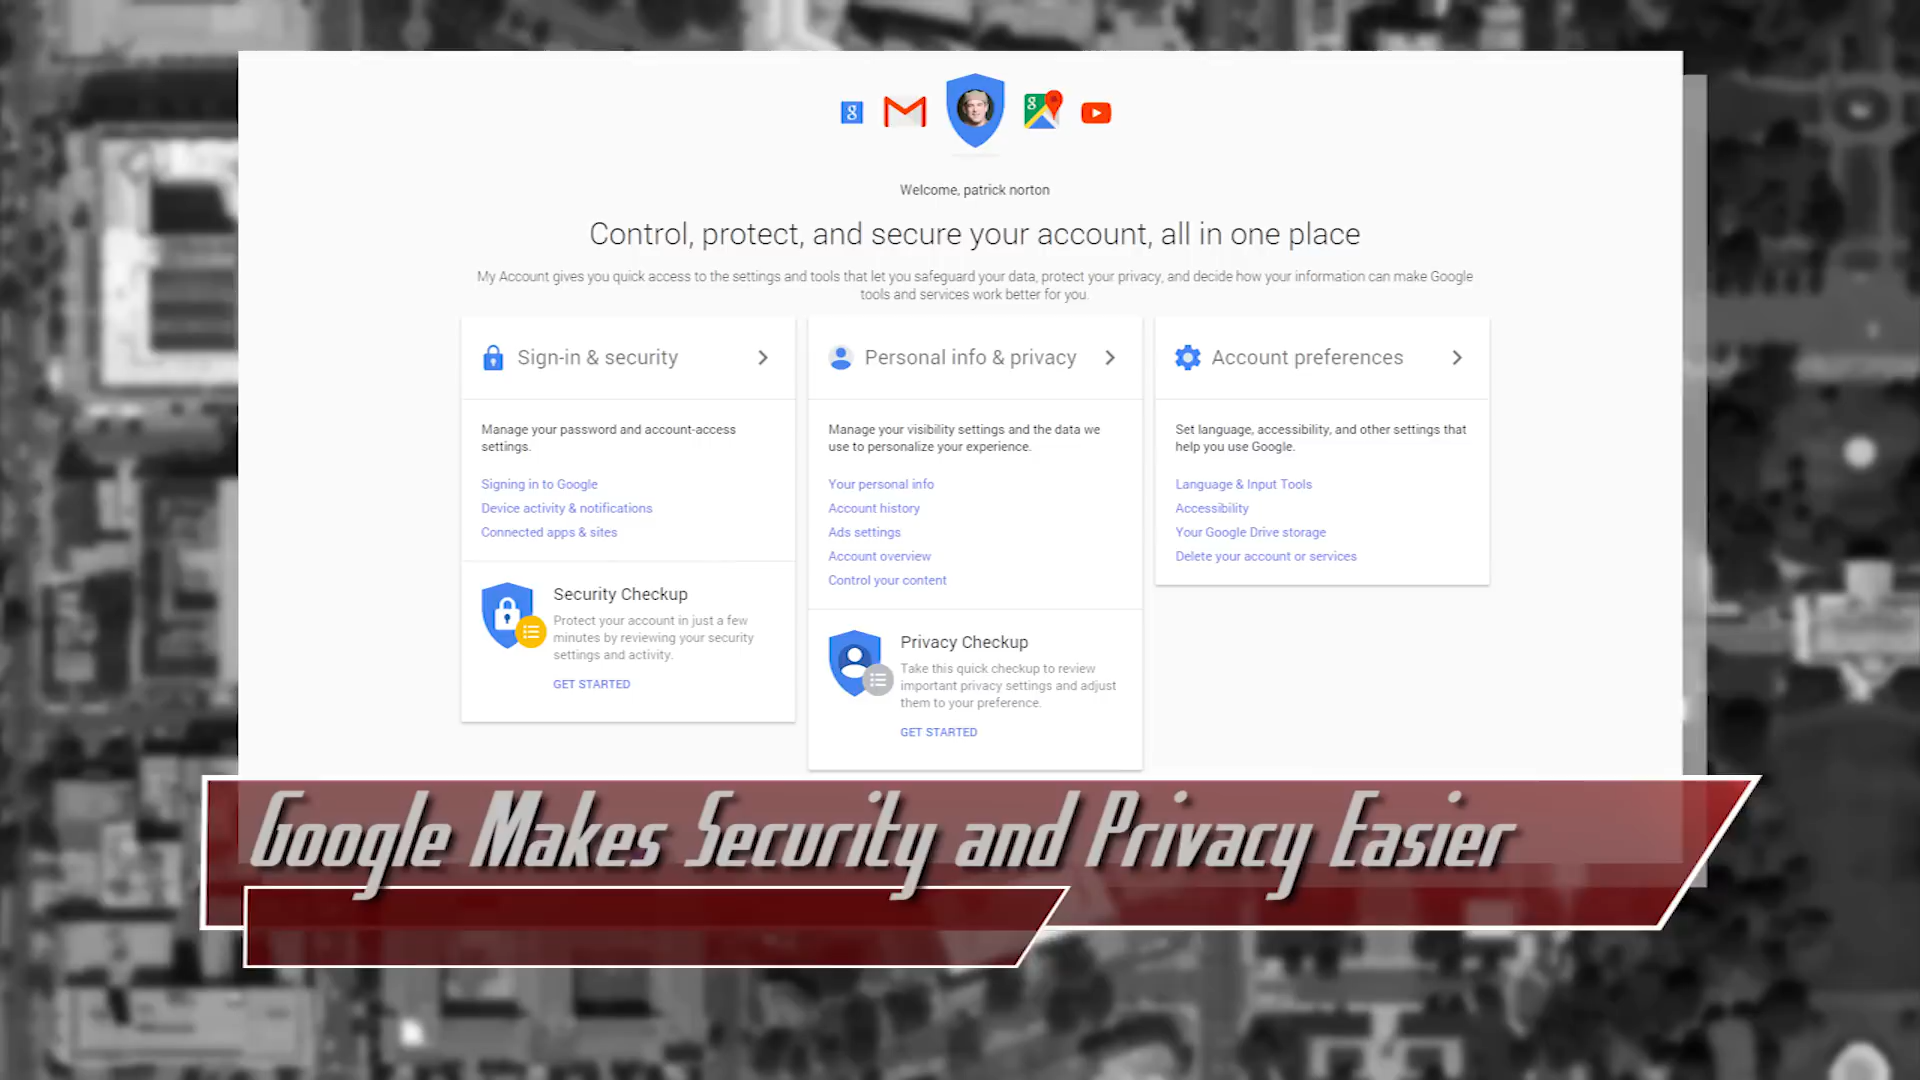 8
8
Welcome, patrick norton
Control, protect, and secure your account, all in one place
My Account gives you quick access to the settings and tools that let you safeguard your data, protect your privacy, and decide how your information can make Google
tools and services work better for you.
Sign-in & security
Manage your password and account-access
settings.
Signing in to Google
Device activity & notifications
Connected apps & sites
Security Checkup
Protect your account in just a few
minutes by reviewing your security
settings and activity.
GET STARTED
Personal info & privacy
Manage your visibility settings and the data we
use to personalize your experience.
Your personal info
Account history
Ads settings
Account overview
Control your content
Privacy Checkup
Take this quick checkup to review
important privacy settings and adjust
them to your preference.
GET STARTED
Account preferences
Set language, accessibility, and other settings that
help you use Google.
Language & Input Tools
Accessibility
Your Google Drive storage
Delete your account or services
Google Makes Security and Privacy Easier